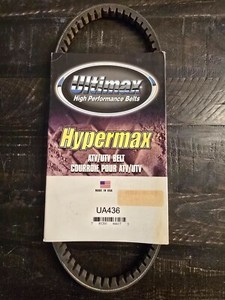 Ultimax
High Performance Belts
Hypermax
ATV/UTV BELT
COURROIE POUR ATV/UTV
MADE IN USA
UA436